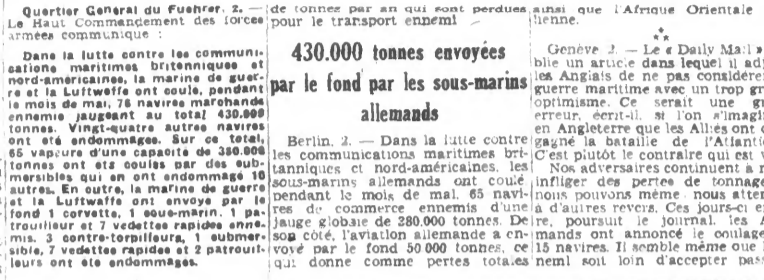 Quartier Général du Fuehrer, 2. —
Le Haut Commandement des forces
armées communique :
Dans la lutte contre les communi-
cations maritimes britenniques et
nord-américaines, la marine de guer-
re et la Luftwaffe ont coulé, pendant
le mois de mai, 78 navires marchands
ennemis jaugeant au total 430.000
tonnes. Vingt-quatre autres navires
ont été endommagés. Sur ce total,
65 vapeurs d'une capacité de 380.000
tonnes ont été coulés par des sub-
mersibles qui en ont endommagé 10
autres. En outre, la marine de guerre
et la Luftwaffe ont envoyé par le
fond 1 corvette, 1 sous-marin, 1 pa-
trouilleur et 7 vedettes rapides enne-
mis. 3 contre-torpilleurs, 1 submer-
sible, 7 vedettes rapides et 2 patrouil-
leurs ont été endommagés.
de tonnes par an qui sont perdues
pour le transport ennemi
430.000 tonnes envoyées
par le fond par les sous-marins
allemands
Berlin, 2. — Dans la lutte contre
les communications maritimes bri-
tanniques et nord-américaines, les
sous-marins allemands ont coulé
pendant le mois de mai, 65 navi-
res de commerce ennemis d'une
jauge globale de 380.000 tonnes. De
son côté, l'aviation allemande a en-
voyé par le fond 50 000 tonnes, ce
qui donne comme pertes totales
ainsi que l'Afrique Orientale
lienne.
**
Genève 2. — Le « Daily Mail »
blie un article dans lequel il ad
les Anglais de ne pas considére
guerre maritime avec un trop gr
optimisme. Ce serait une gr
erreur, écrit-il, si l'on s'imagi
en Angleterre que les Alliés ont d
gagné la bataille de l'Atlanti
C'est plutôt le contraire qui est v
Nos adversaires continuent à n
infliger des pertes de tonnage
nous pouvons même nous atten
à d'autres revers. Ces jours-ci e
re, poursuit le journal, les
mands ont annoncé le coulage
15 navires. Il semble même que l
nemi soit loin d'accepter pass